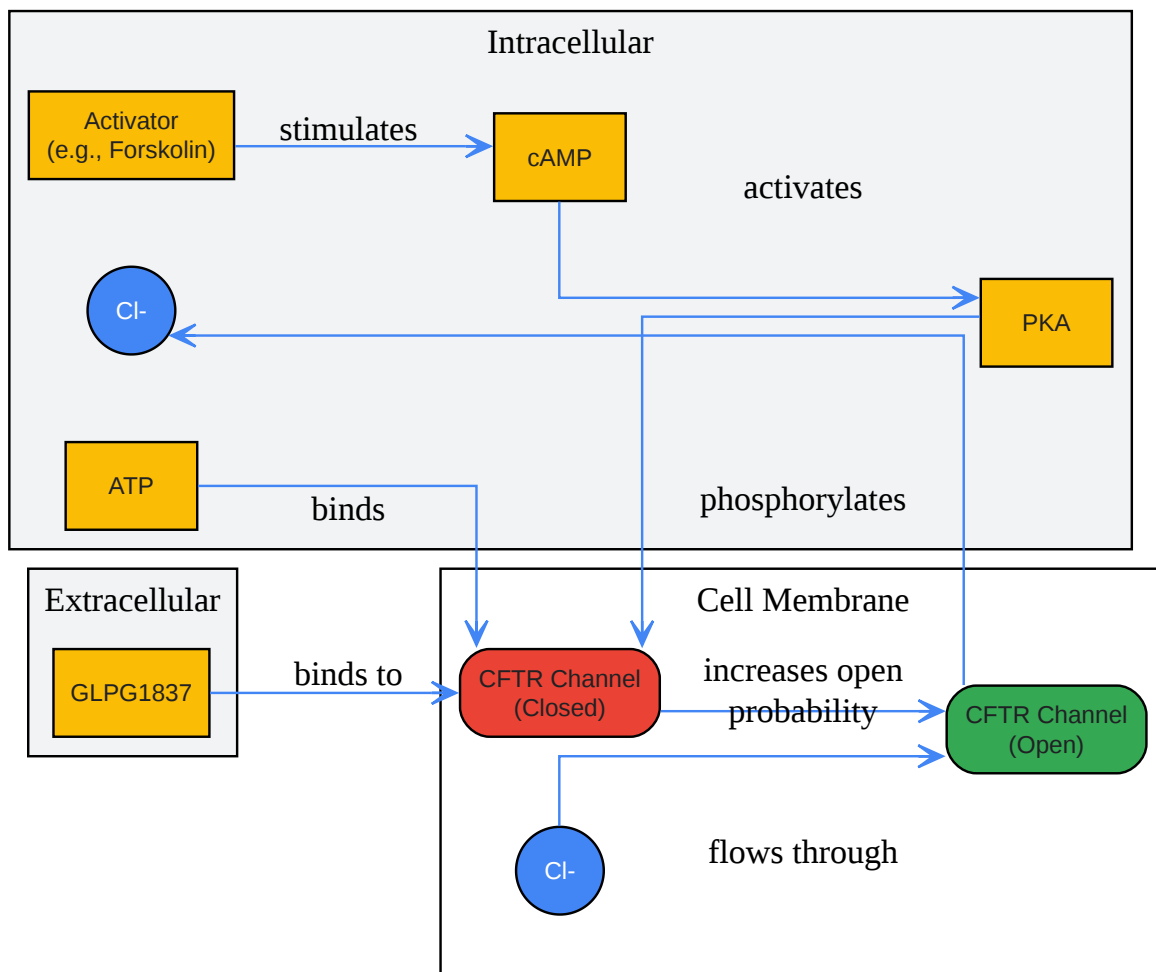 Intracellular
Activator
(e.g., Forskolin)
stimulates
cAMP
activates
Cl-
PKA
ATP
binds
phosphorylates
Extracellular
GLPG1837
binds to
Cell Membrane
CFTR Channel
(Closed)
increases open
probability
CFTR Channel
(Open)
flows through
Cl-